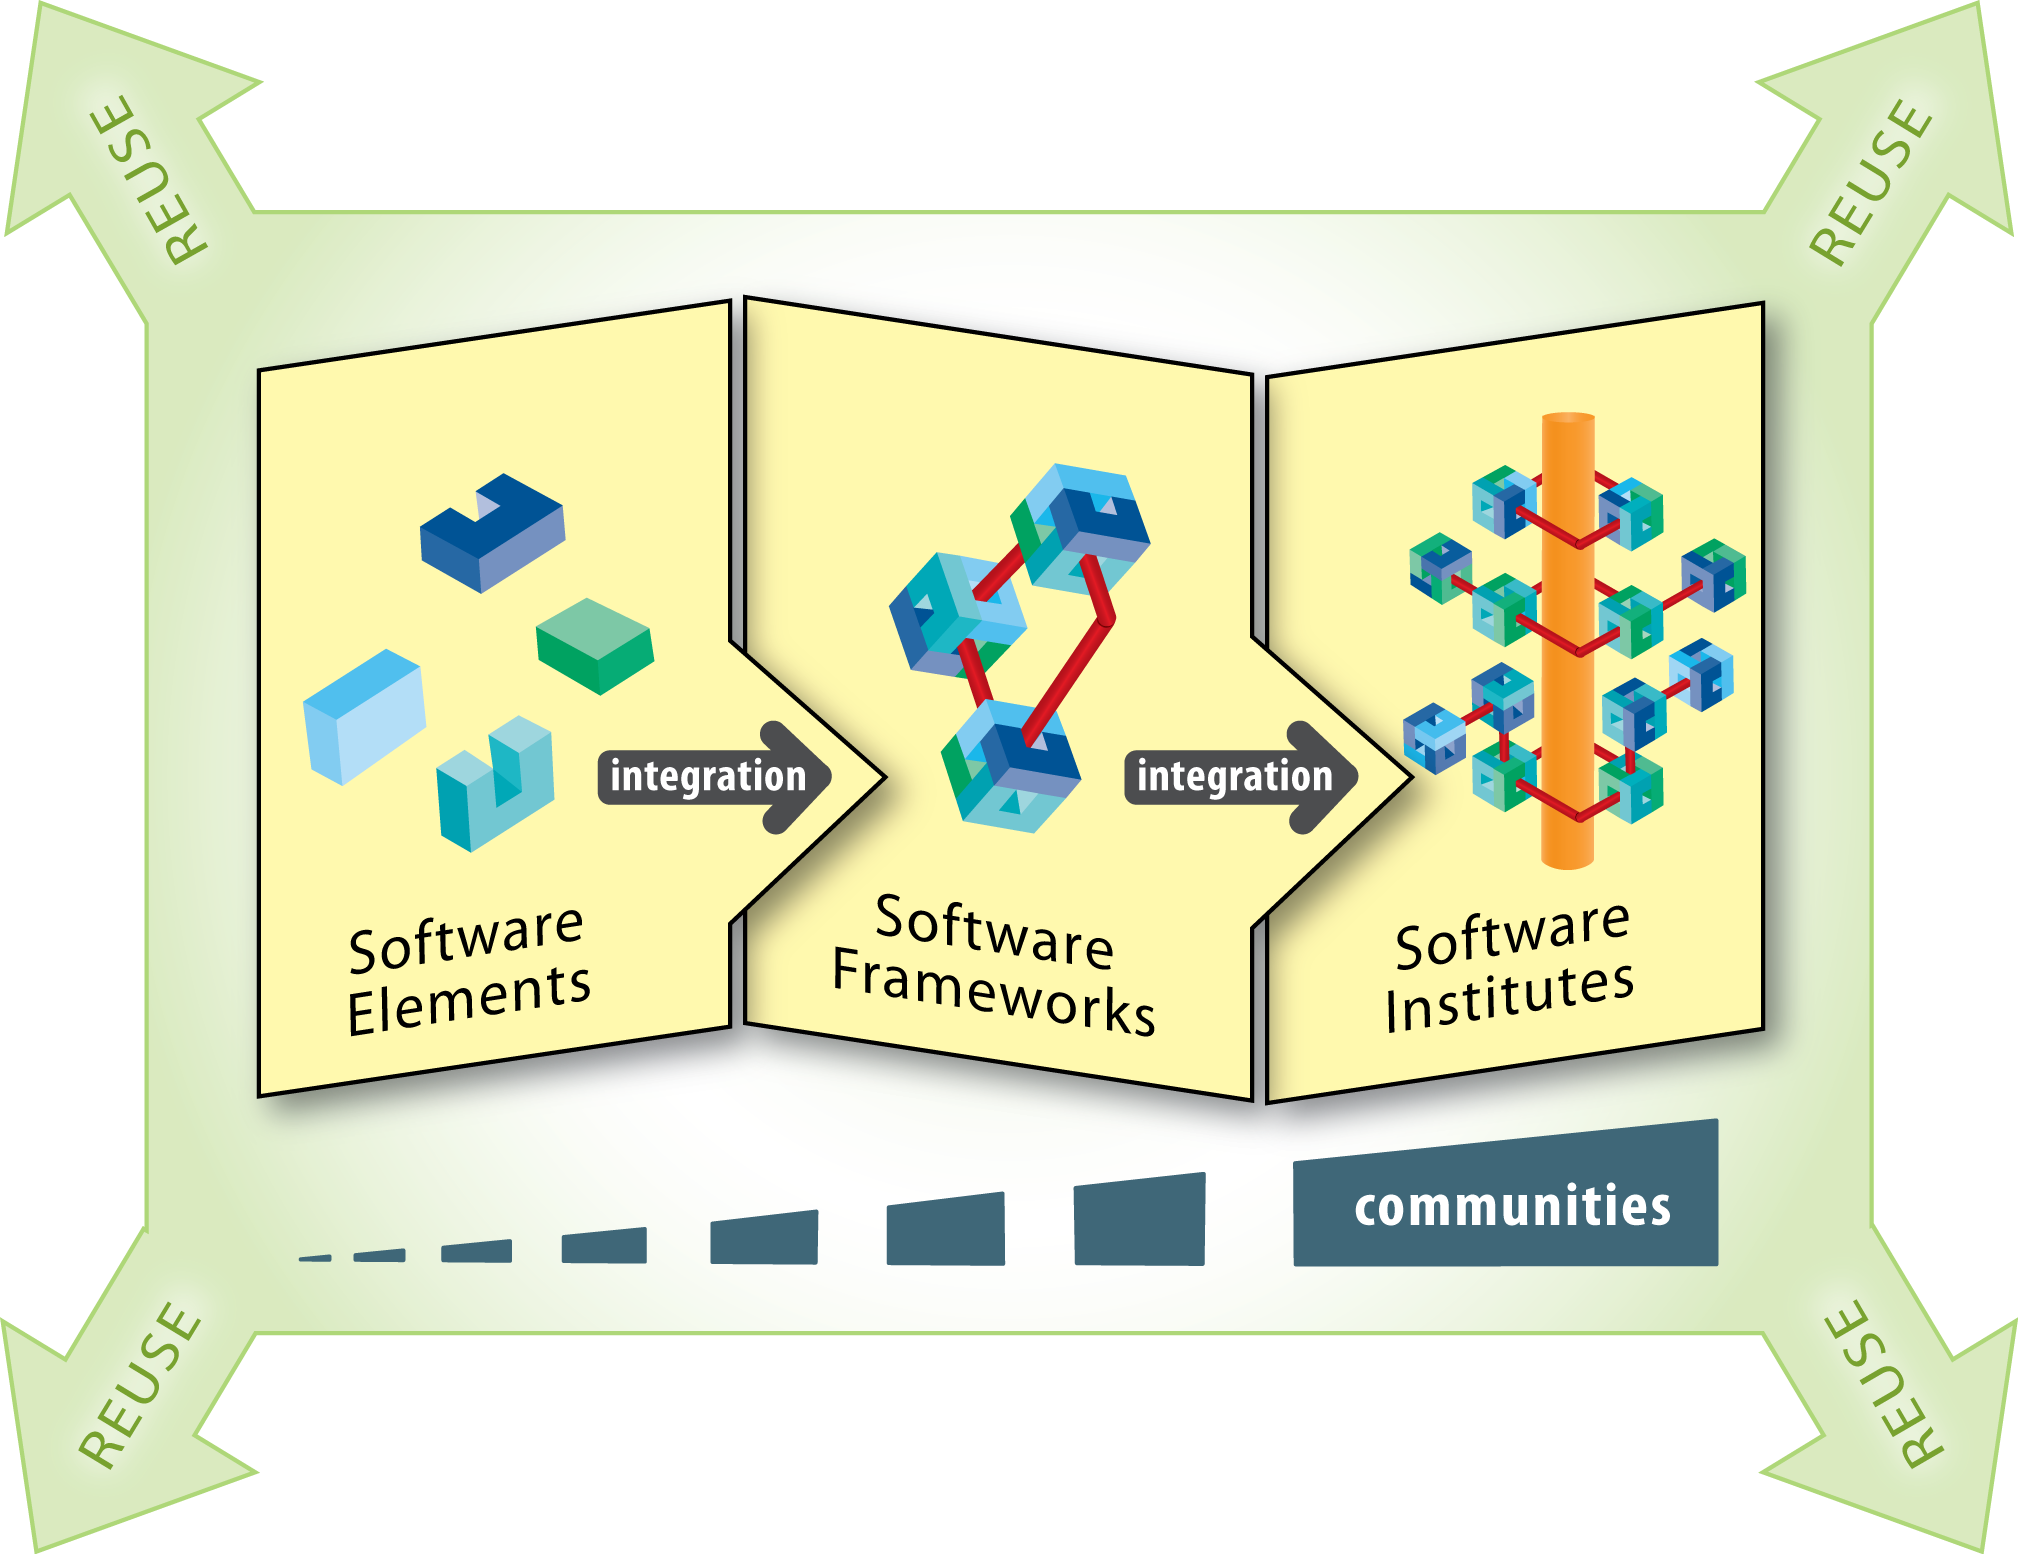 REUSE
REUSE
integration
integration
Software
Elements
Software
Frameworks
Software
Institutes
communities
REUSE
REUSE